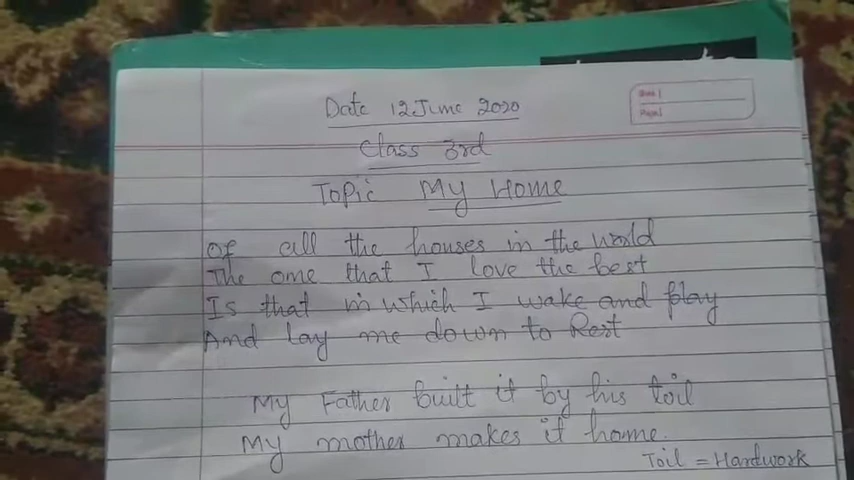 Date 12 June 2020
Class 3rd
Topic My Home
Of all the houses in the world
The one that I love the best
Is that in which I wake and play
And lay me down to Rest
My Father built it by his toil
My mother makes it home.
Toil = Hardwork